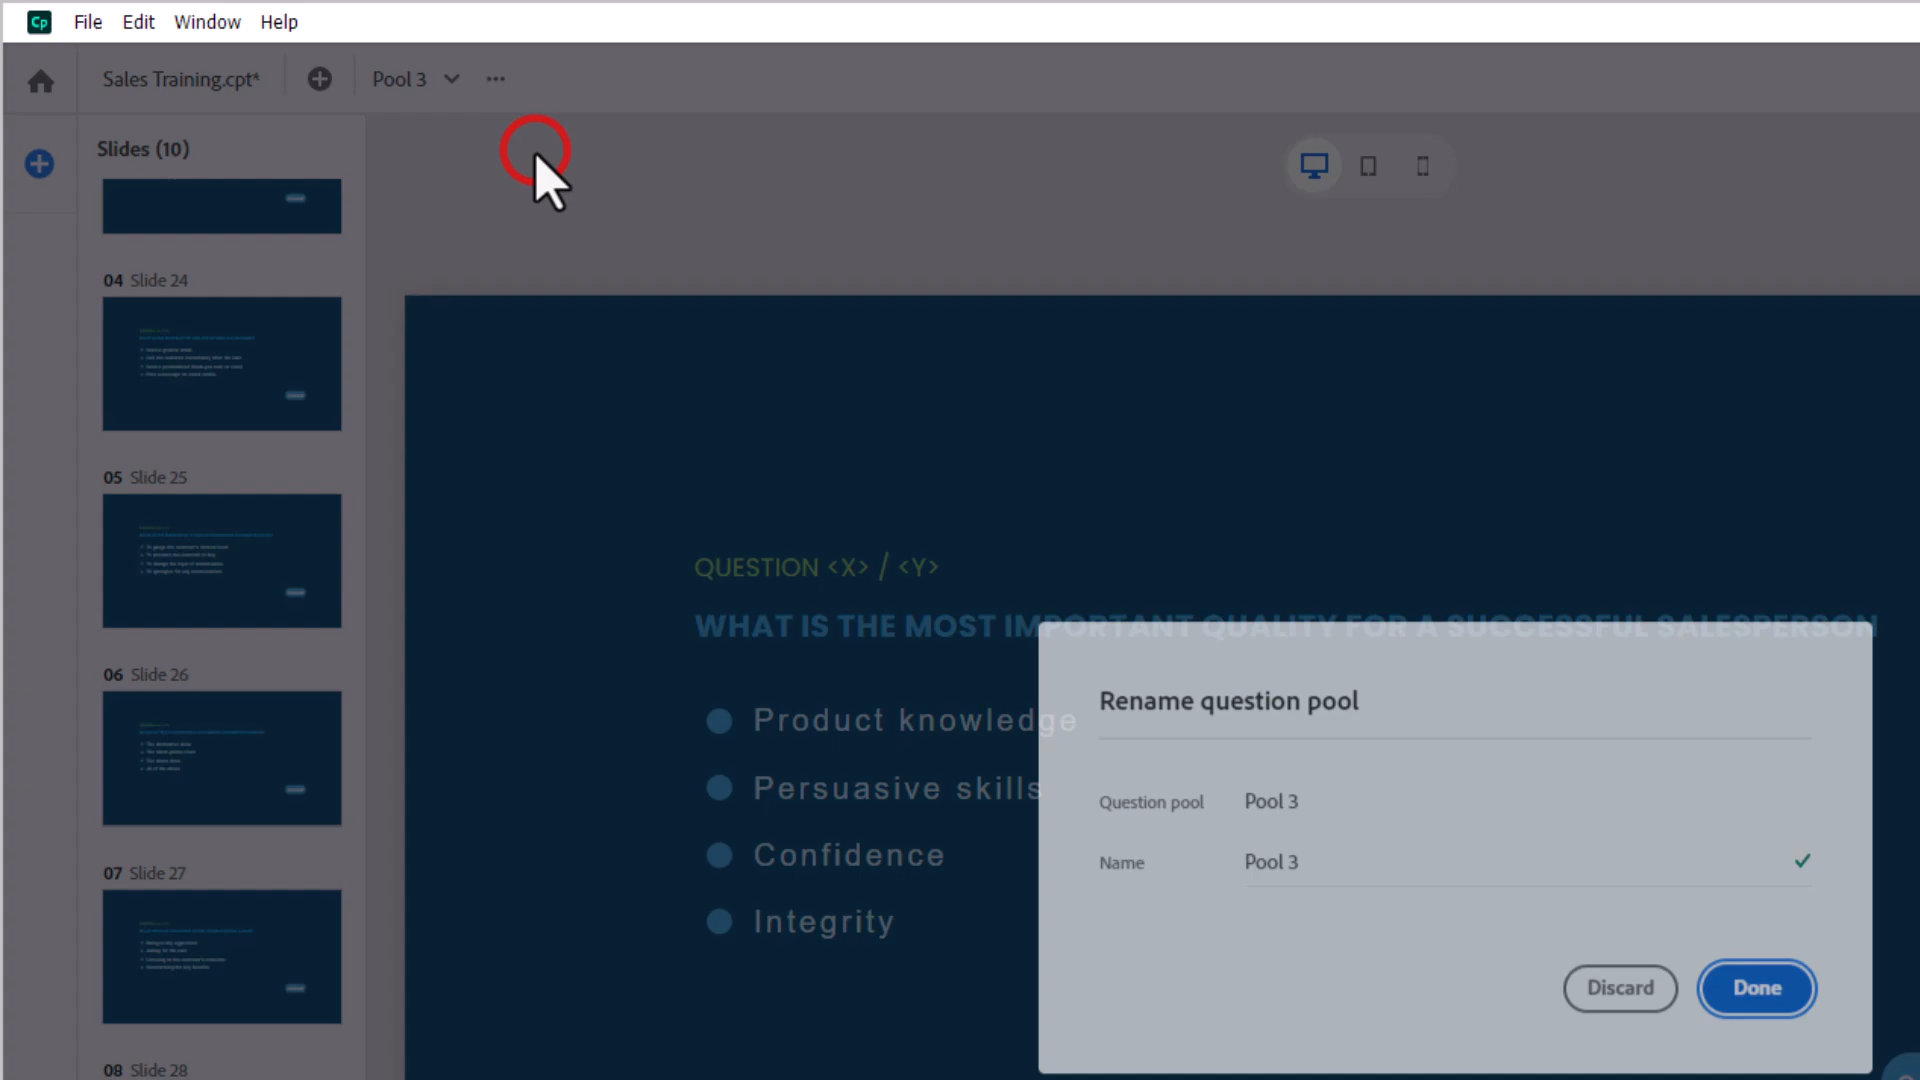 Cp File Edit Window Help
Sales Training.cpt* Pool 3 ...
Slides (10)
04 Slide 24
05 Slide 25
06 Slide 26
07 Slide 27
08 Slide 28
QUESTION <X> / <Y>
WHAT IS THE MOST IMPORTANT QUALITY FOR A SUCCESSFUL SALESPERSON
Product knowledge
Persuasive skills
Confidence
Integrity
Rename question pool
Question pool Pool 3
Name Pool 3
Discard Done